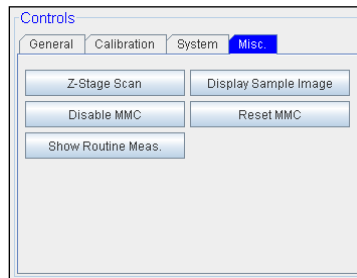 Controls
General Calibration System Misc.
Z-Stage Scan Display Sample Image
Disable MMC Reset MMC
Show Routine Meas.